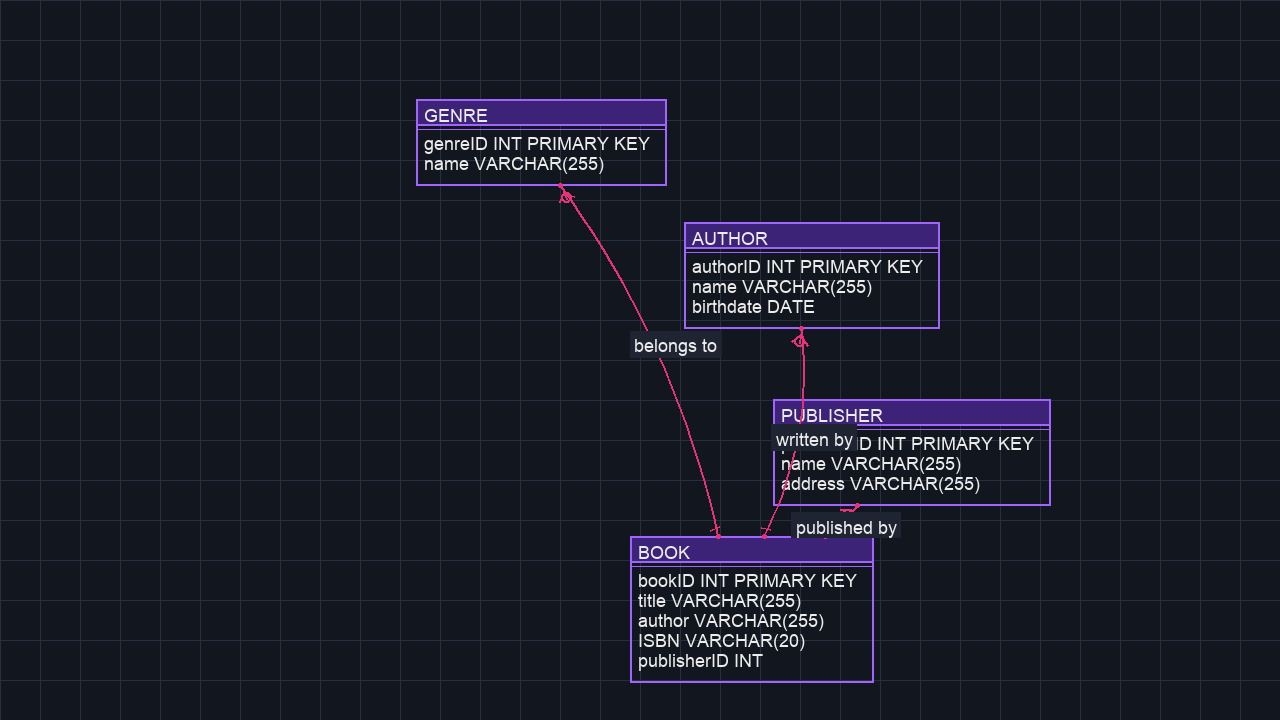 GENRE
genreID INT PRIMARY KEY
name VARCHAR(255)
AUTHOR
authorID INT PRIMARY KEY
name VARCHAR(255)
birthdate DATE
belongs to
PUBLISHER
written by
ID INT PRIMARY KEY
name VARCHAR(255)
address VARCHAR(255)
published by
BOOK
bookID INT PRIMARY KEY
title VARCHAR(255)
author VARCHAR(255)
ISBN VARCHAR(20)
publisherID INT